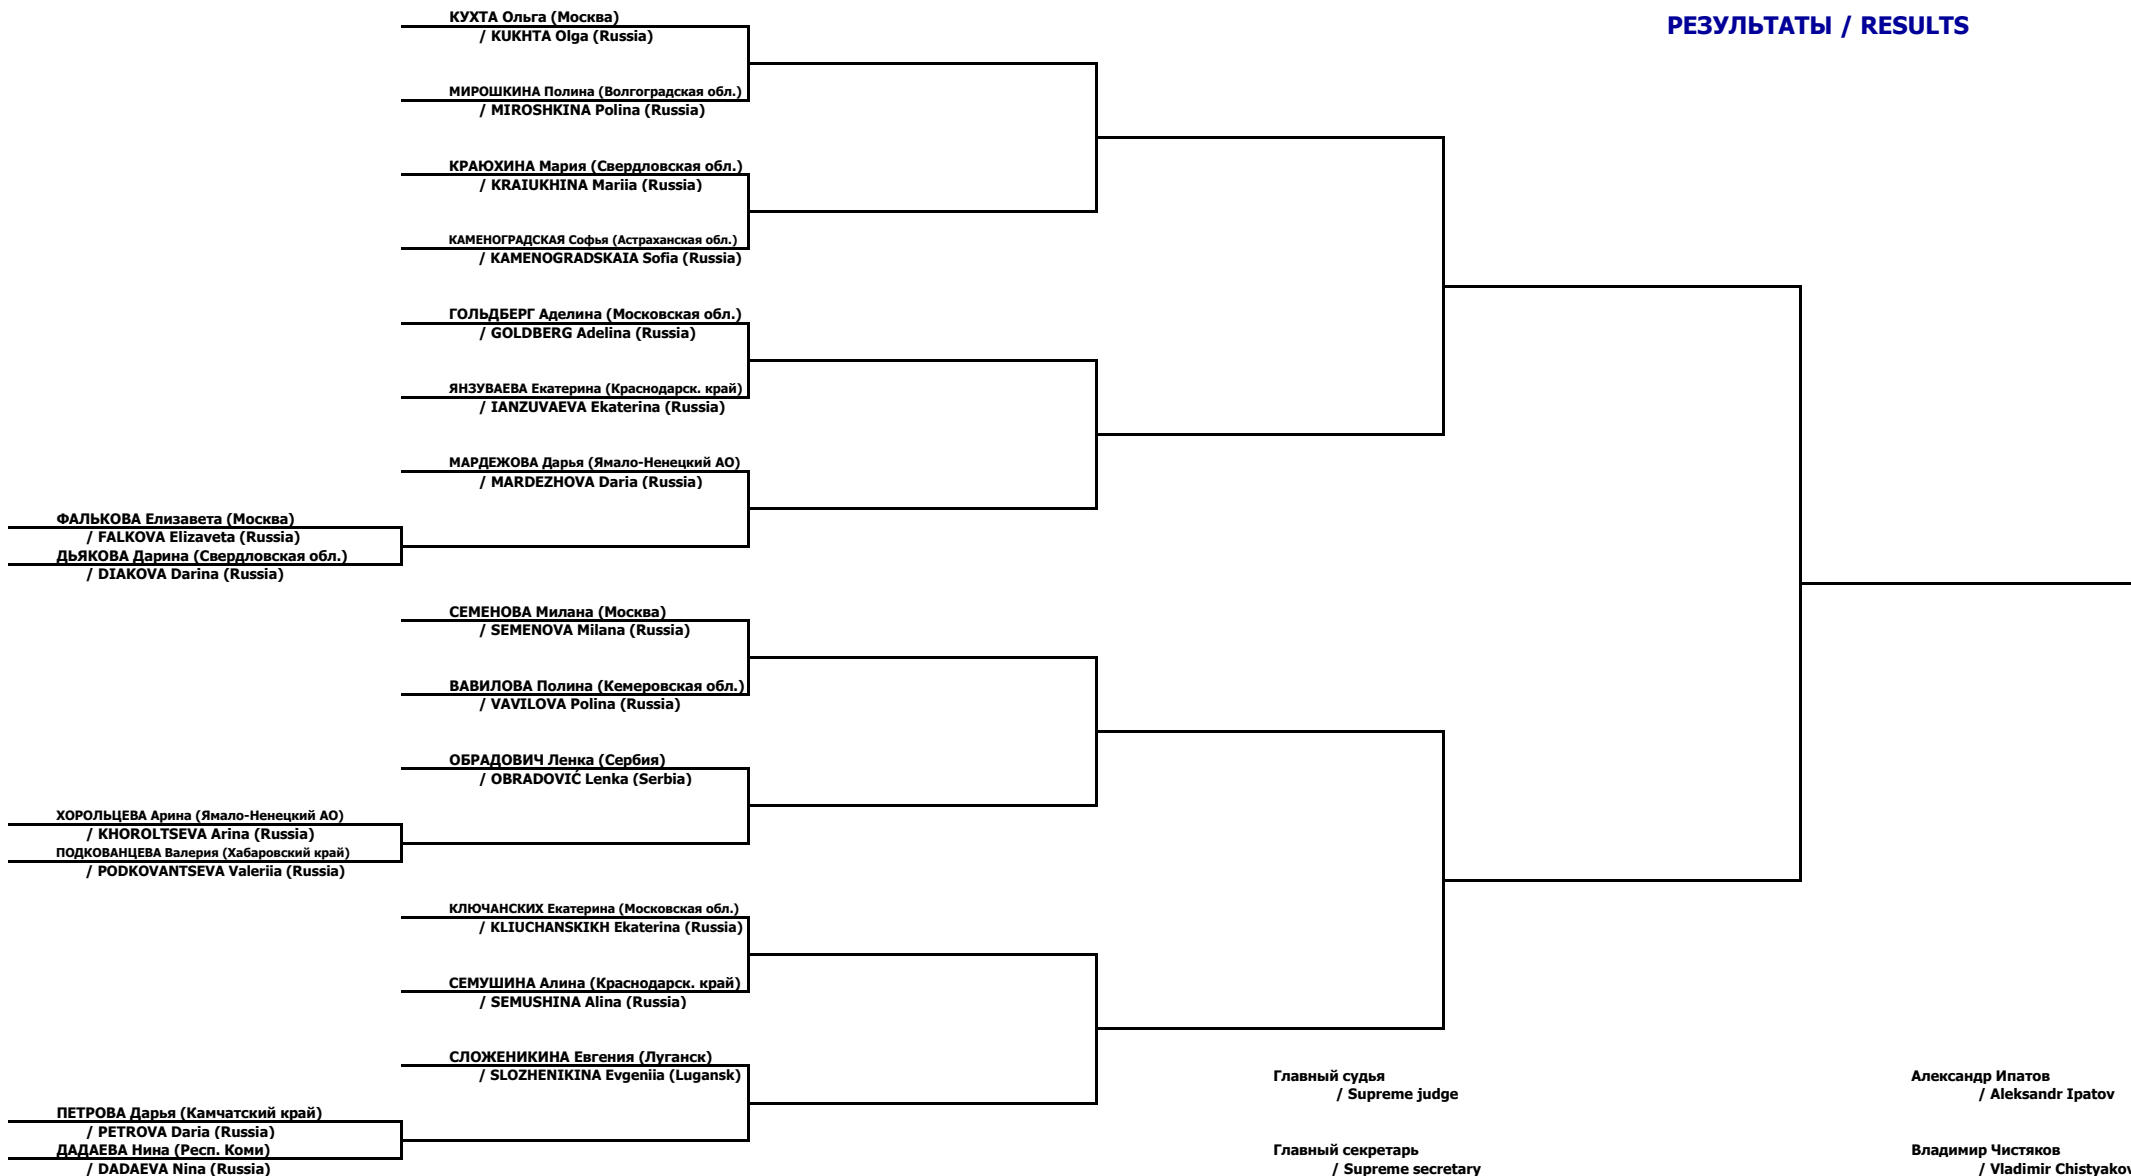 РЕЗУЛЬТАТЫ / RESULTS
КУХТА Ольга (Москва)
/ KUKHTA Olga (Russia)
МИРОШКИНА Полина (Волгоградская обл.)
/ MIROSHKINA Polina (Russia)
КРАЮХИНА Мария (Свердловская обл.)
/ KRAIUKHINA Mariia (Russia)
КАМЕНОГРАДСКАЯ Софья (Астраханская обл.)
/ KAMENOGRADSKAIA Sofia (Russia)
ГОЛЬДБЕРГ Аделина (Московская обл.)
/ GOLDBERG Adelina (Russia)
ЯНЗУВАЕВА Екатерина (Краснодарск. край)
/ IANZUVAEVA Ekaterina (Russia)
МАРДЕЖОВА Дарья (Ямало-Ненецкий АО)
/ MARDEZHOVA Daria (Russia)
ФАЛЬКОВА Елизавета (Москва)
/ FALKOVA Elizaveta (Russia)
ДЬЯКОВА Дарина (Свердловская обл.)
/ DIAKOVA Darina (Russia)
СЕМЕНОВА Милана (Москва)
/ SEMENOVA Milana (Russia)
ВАВИЛОВА Полина (Кемеровская обл.)
/ VAVILOVA Polina (Russia)
ОБРАДОВИЧ Ленка (Сербия)
/ OBRADOVIĆ Lenka (Serbia)
ХОРОЛЬЦЕВА Арина (Ямало-Ненецкий АО)
/ KHOROLTSEVA Arina (Russia)
ПОДКОВАНЦЕВА Валерия (Хабаровский край)
/ PODKOVANTSEVA Valeriia (Russia)
КЛЮЧАНСКИХ Екатерина (Московская обл.)
/ KLIUCHANSKIKH Ekaterina (Russia)
СЕМУШИНА Алина (Краснодарск. край)
/ SEMUSHINA Alina (Russia)
СЛОЖЕНИКИНА Евгения (Луганск)
/ SLOZHENIKINA Evgeniia (Lugansk)
ПЕТРОВА Дарья (Камчатский край)
/ PETROVA Daria (Russia)
ДАДАЕВА Нина (Респ. Коми)
/ DADAEVA Nina (Russia)
Главный судья
/ Supreme judge
Александр Ипатов
/ Aleksandr Ipatov
Главный секретарь
/ Supreme secretary
Владимир Чистяков
/ Vladimir Chistyakov